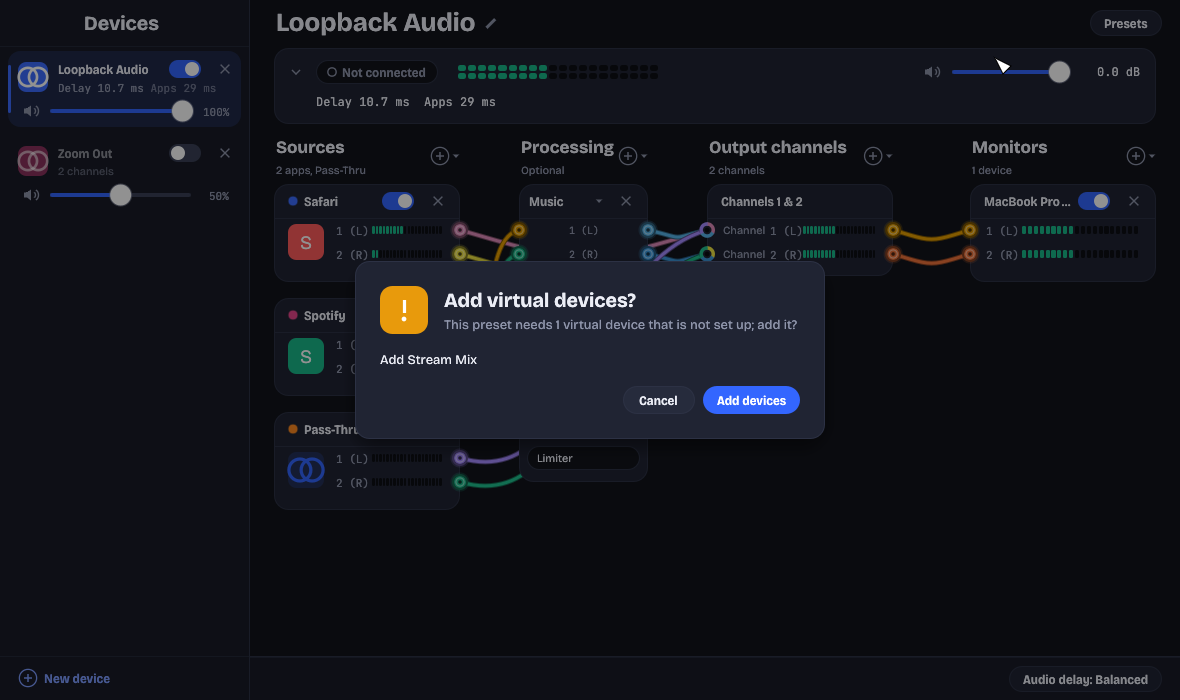 Devices
Loopback Audio
Delay 10.7 ms Apps 29 ms
100%
Zoom Out
2 channels
50%
New device
Loopback Audio
Presets
Not connected
0.0 dB
Delay 10.7 ms Apps 29 ms
Sources
2 apps, Pass-Thru
Processing
Optional
Output channels
2 channels
Monitors
1 device
Safari
S
1 (L)
2 (R)
Music
1 (L)
2 (R)
Channels 1 & 2
Channel 1 (L)
Channel 2 (R)
MacBook Pro...
1 (L)
2 (R)
Spotify
S
1 (
2 (
Add virtual devices?
This preset needs 1 virtual device that is not set up; add it?
Add Stream Mix
Cancel
Add devices
Pass-Thru
1 (L)
2 (R)
Limiter
Audio delay: Balanced